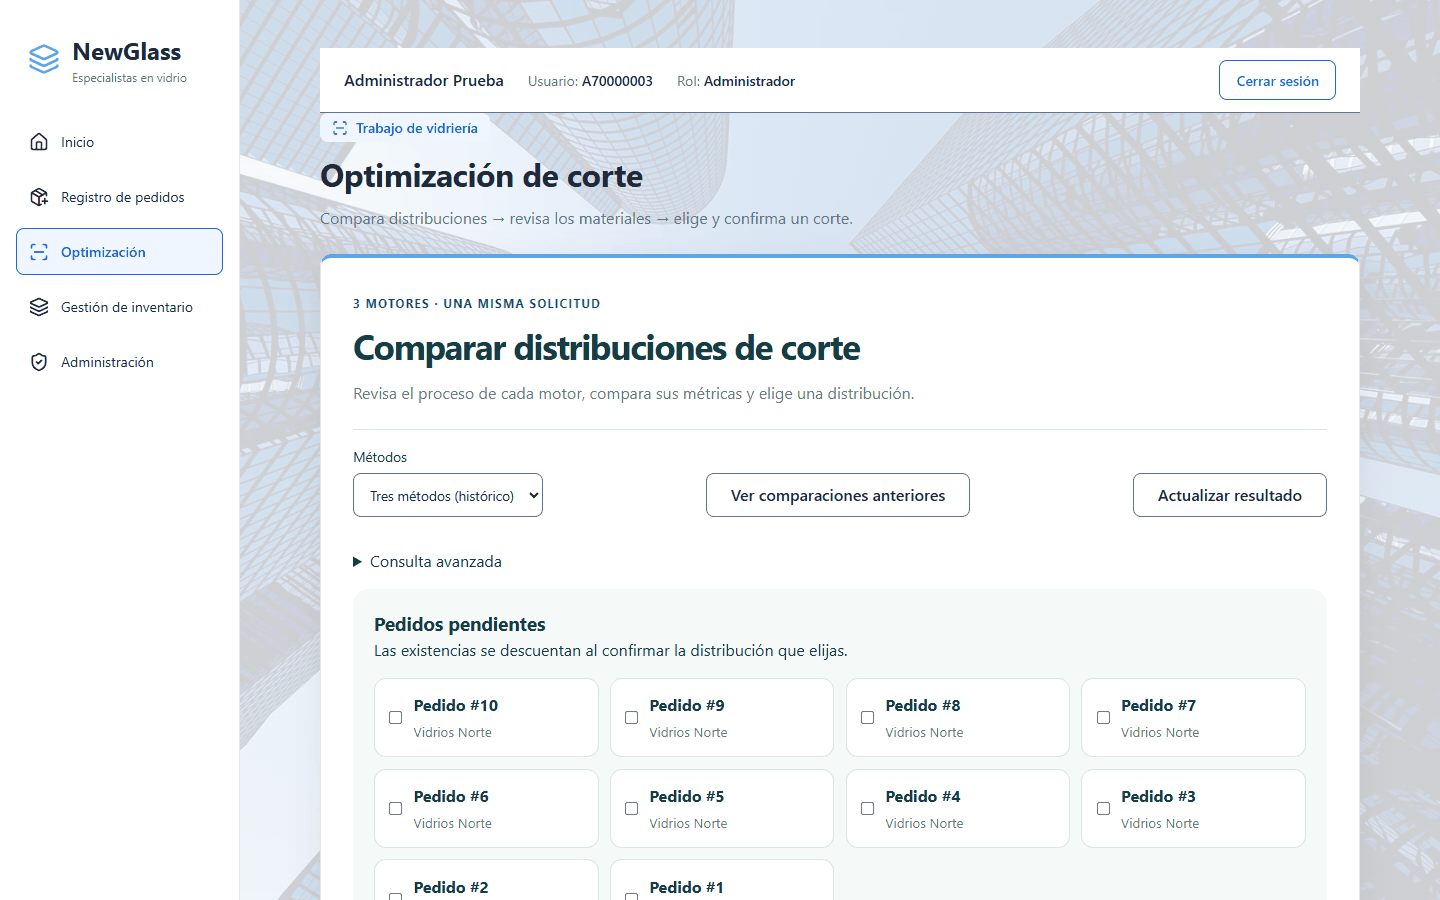 NewGlass
Especialistas en vidrio
Inicio
Registro de pedidos
Optimización
Gestión de inventario
Administración
Administrador Prueba Usuario: A70000003 Rol: Administrador Cerrar sesión
Trabajo de vidriería
Optimización de corte
Compara distribuciones → revisa los materiales → elige y confirma un corte.
3 MOTORES · UNA MISMA SOLICITUD
Comparar distribuciones de corte
Revisa el proceso de cada motor, compara sus métricas y elige una distribución.
Métodos
Tres métodos (histórico) Ver comparaciones anteriores Actualizar resultado
Consulta avanzada
Pedidos pendientes
Las existencias se descuentan al confirmar la distribución que elijas.
Pedido #10 Pedido #9 Pedido #8 Pedido #7
Vidrios Norte Vidrios Norte Vidrios Norte Vidrios Norte
Pedido #6 Pedido #5 Pedido #4 Pedido #3
Vidrios Norte Vidrios Norte Vidrios Norte Vidrios Norte
Pedido #2 Pedido #1